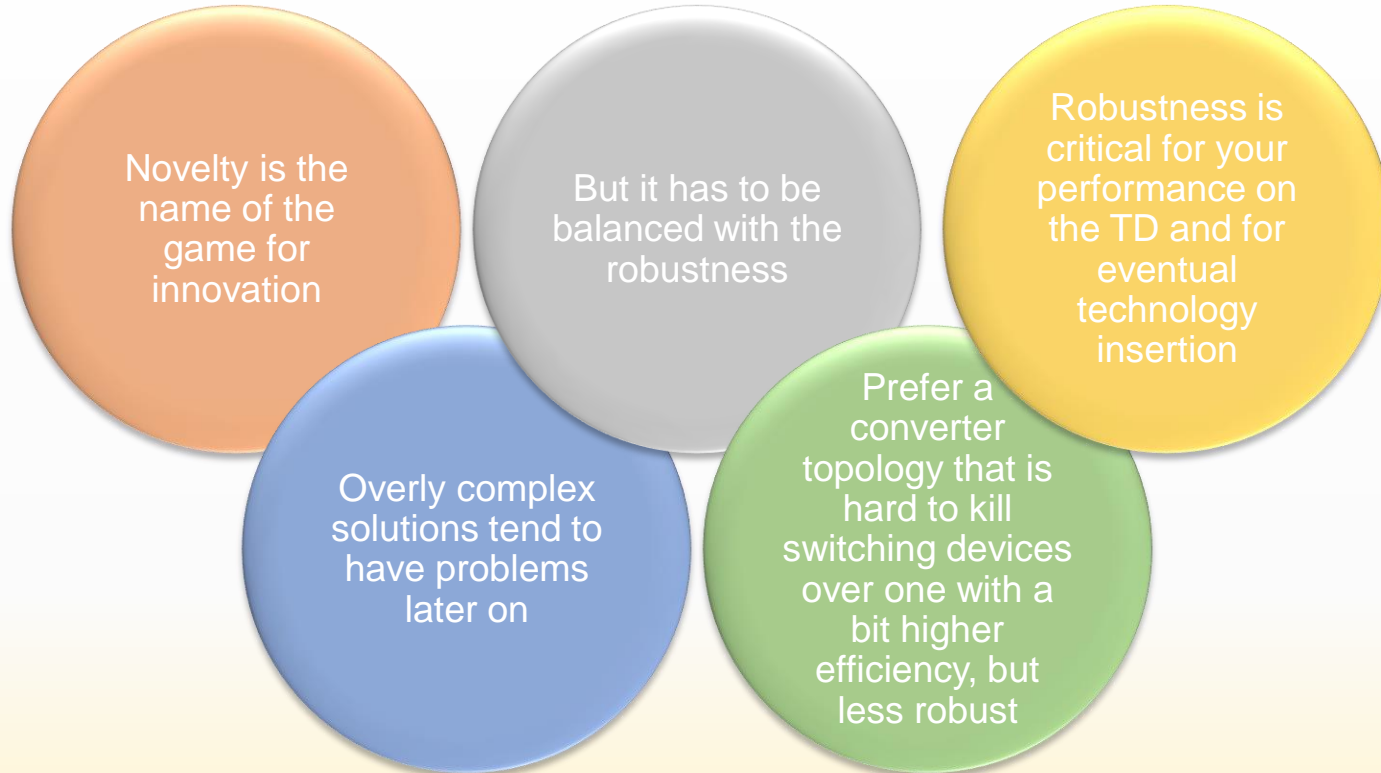 Novelty is the
name of the
game for
innovation
Overly complex
solutions tend to
have problems
later on
But it has to be
balanced with the
robustness
Prefer a
converter
topology that is
hard to kill
switching devices
over one with a
bit higher
efficiency, but
less robust
Robustness is
critical for your
performance on
the TD and for
eventual
technology
insertion